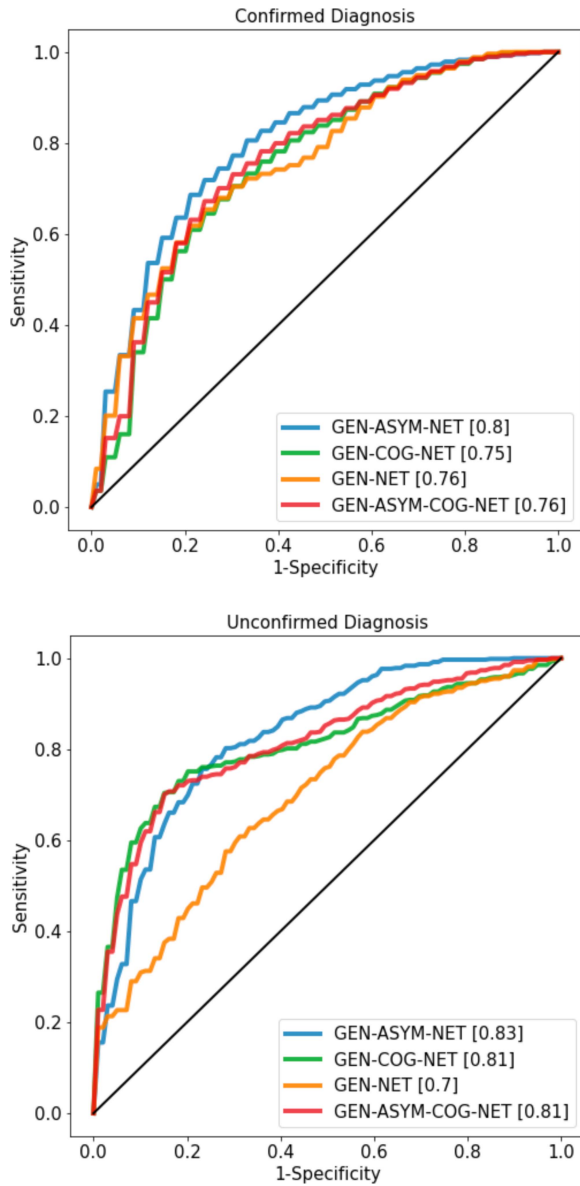 Confirmed Diagnosis
1.0
0.8
0.6
0.4
0.2
0.0
Sensitivity
GEN-ASYM-NET [0.8]
GEN-COG-NET [0.75]
GEN-NET [0.76]
GEN-ASYM-COG-NET [0.76]
0.0 0.2 0.4 0.6 0.8 1.0
1-Specificity
Unconfirmed Diagnosis
1.0
0.8
0.6
0.4
0.2
0.0
Sensitivity
GEN-ASYM-NET [0.83]
GEN-COG-NET [0.81]
GEN-NET [0.7]
GEN-ASYM-COG-NET [0.81]
0.0 0.2 0.4 0.6 0.8 1.0
1-Specificity